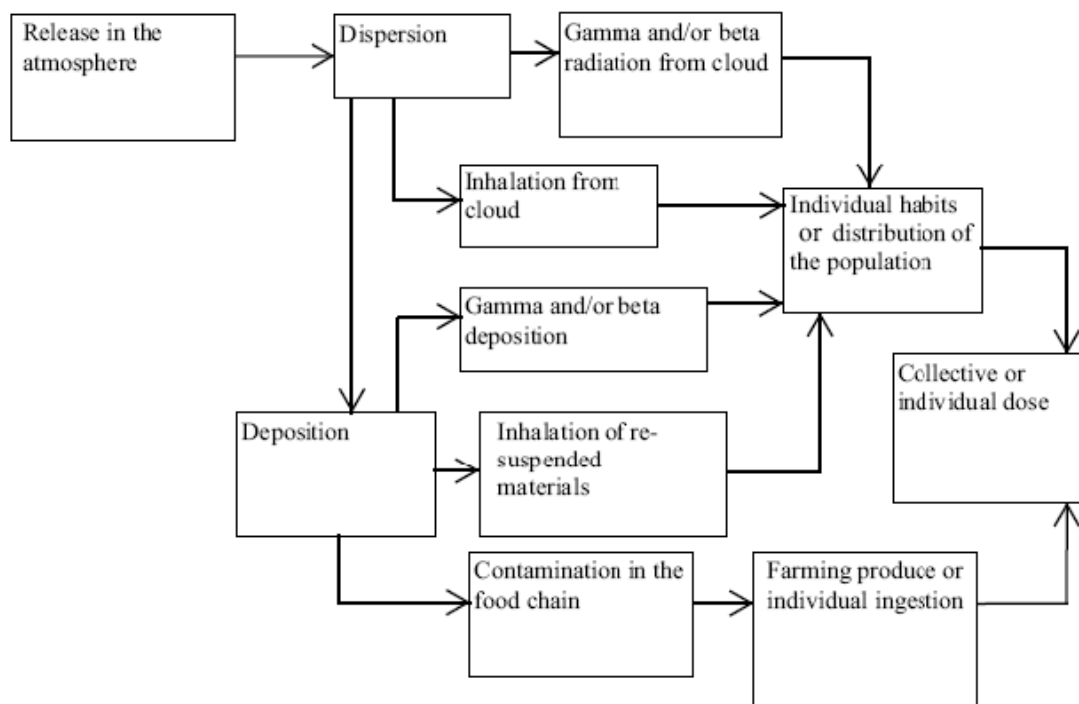 Release in the
atmosphere
Dispersion
Gamma and/or beta
radiation from cloud
Inhalation from
cloud
Individual habits
or distribution of
the population
Gamma and/or beta
deposition
Collective or
individual dose
Deposition
Inhalation of re-
suspended
materials
Contamination in the
food chain
Farming produce or
individual ingestion